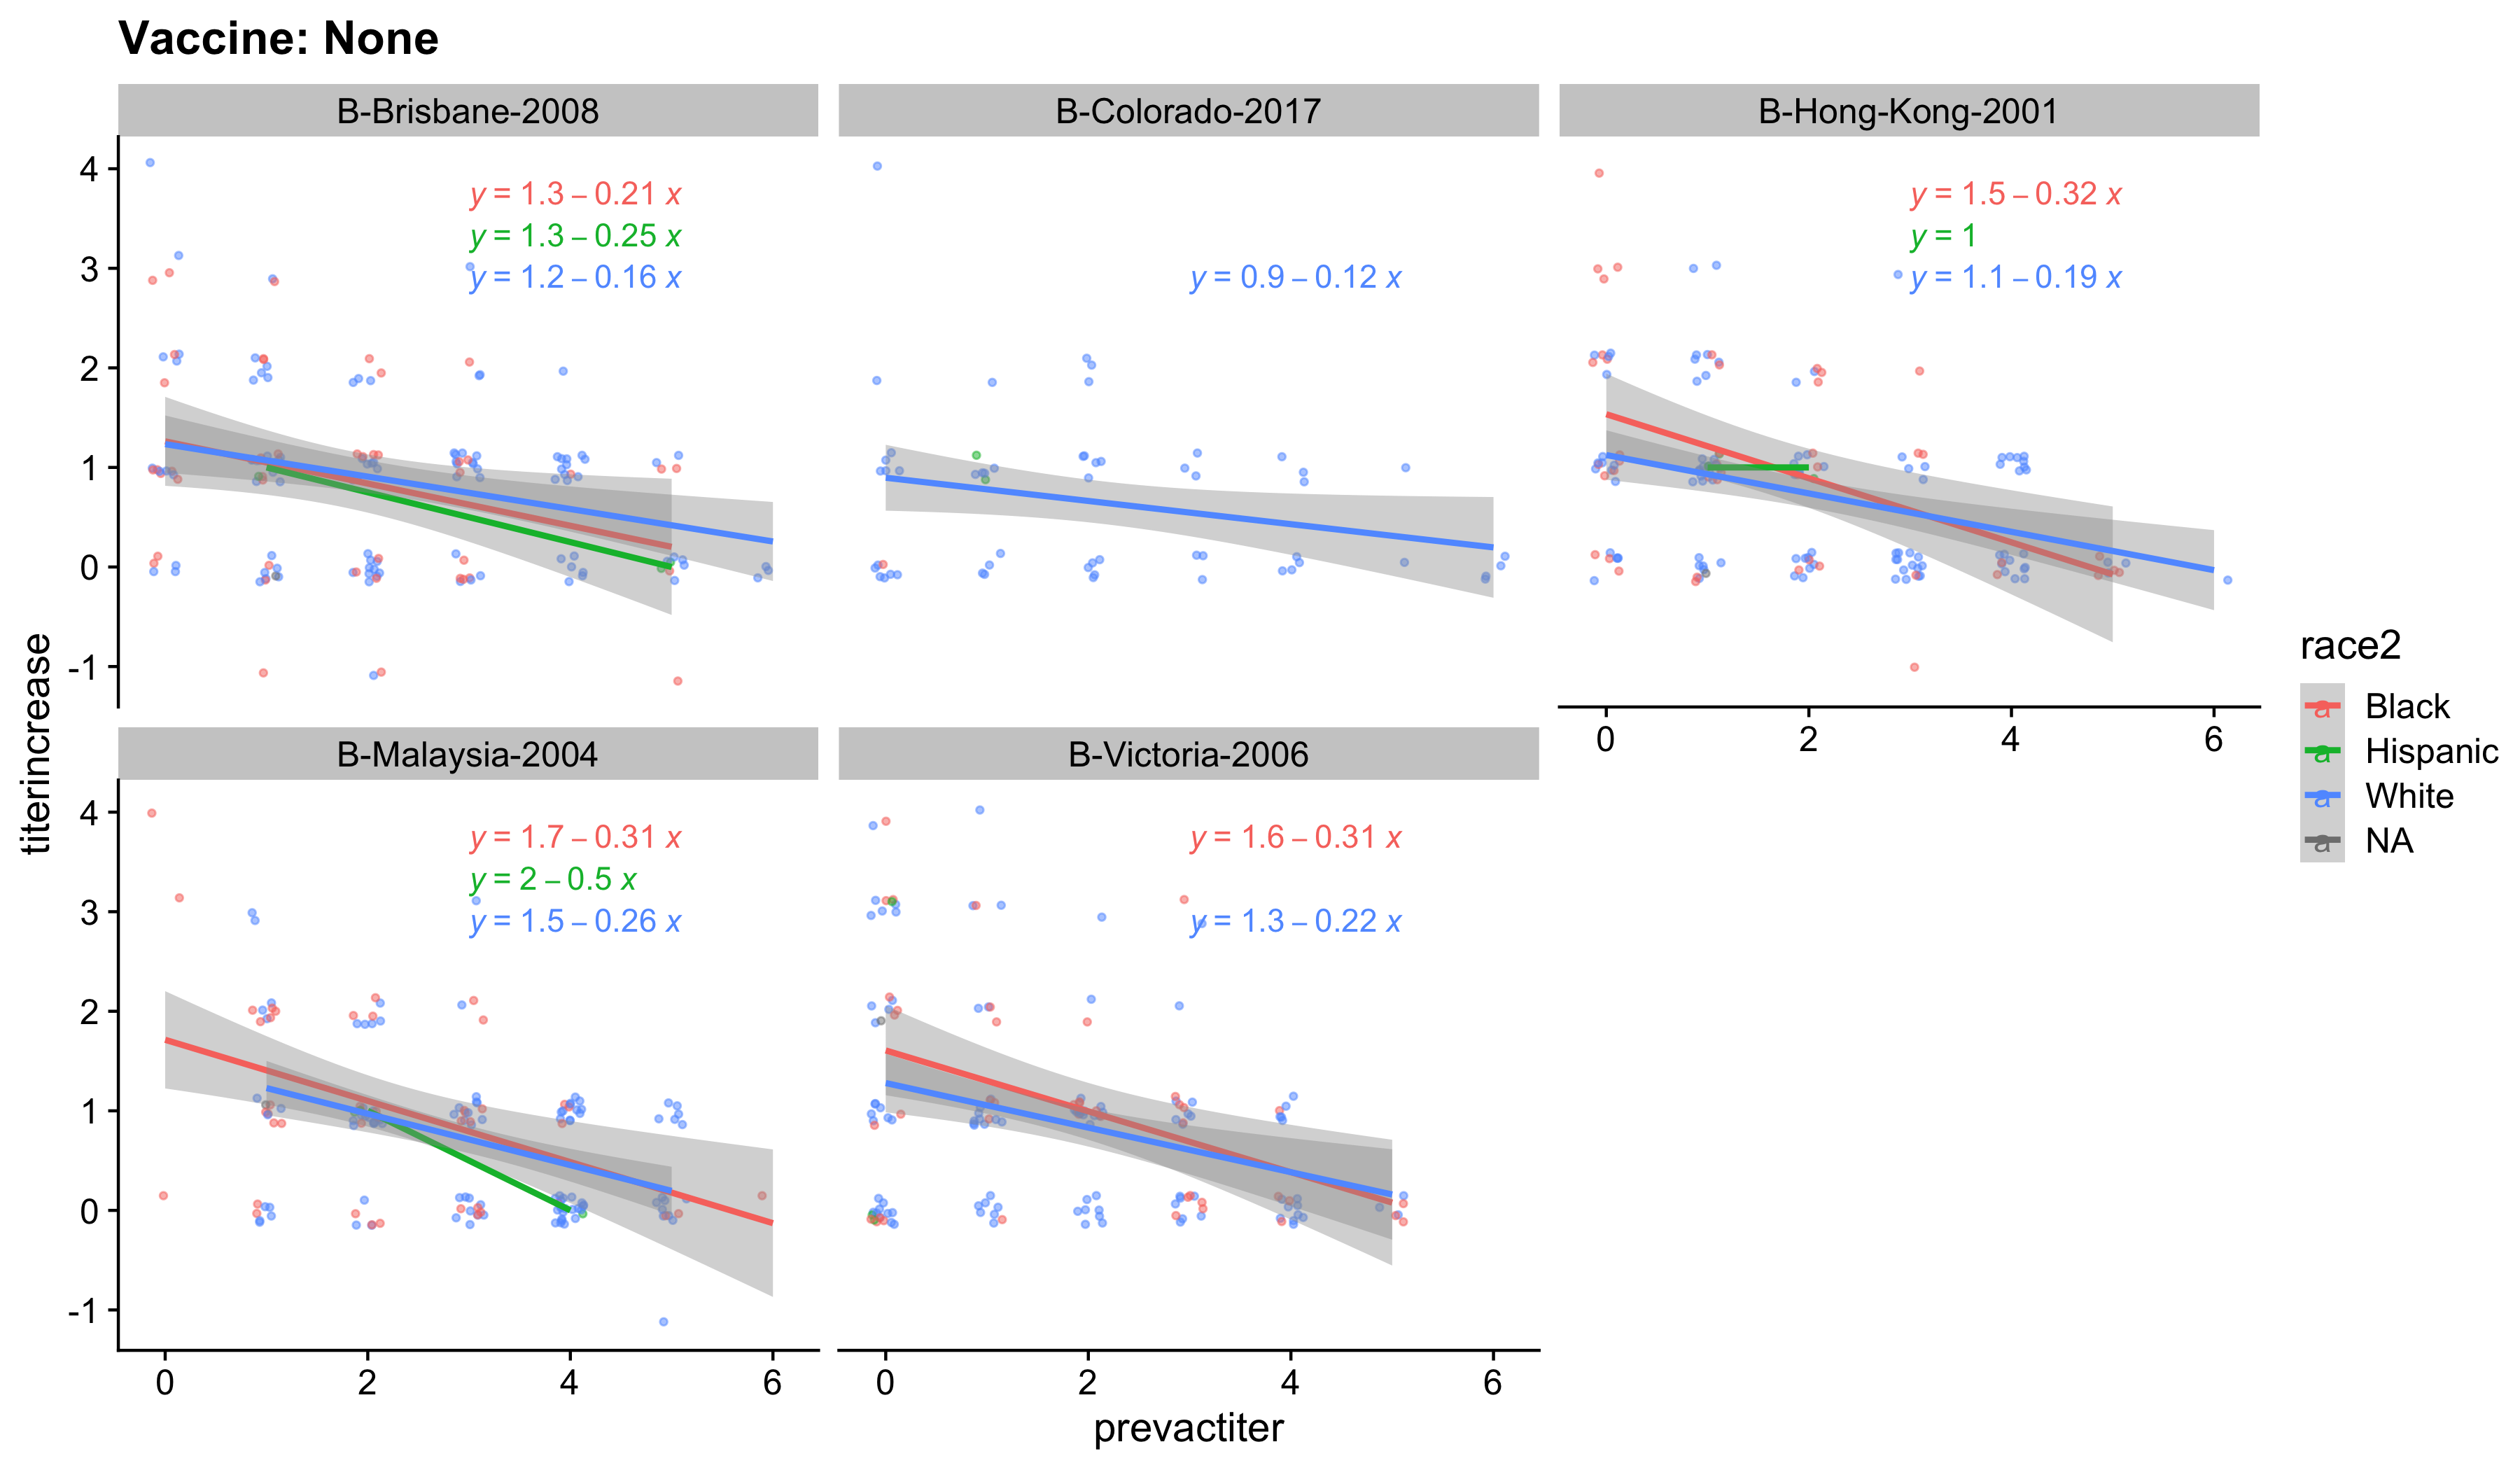 Vaccine: None
B-Brisbane-2008
B-Colorado-2017
B-Hong-Kong-2001
4
3
2
1
0
-1
y = 1.3 – 0.21 x
y = 1.3 – 0.25 x
y = 1.2 – 0.16 x
y = 0.9 – 0.12 x
y = 1.5 – 0.32 x
y = 1
y = 1.1 – 0.19 x
0 2 4 6
B-Malaysia-2004
B-Victoria-2006
4
3
2
1
0
-1
y = 1.7 – 0.31 x
y = 2 – 0.5 x
y = 1.5 – 0.26 x
y = 1.6 – 0.31 x
y = 1.3 – 0.22 x
0 2 4 6
0 2 4 6
titerincrease
prevactiter
race2
a Black
a Hispanic
a White
a NA